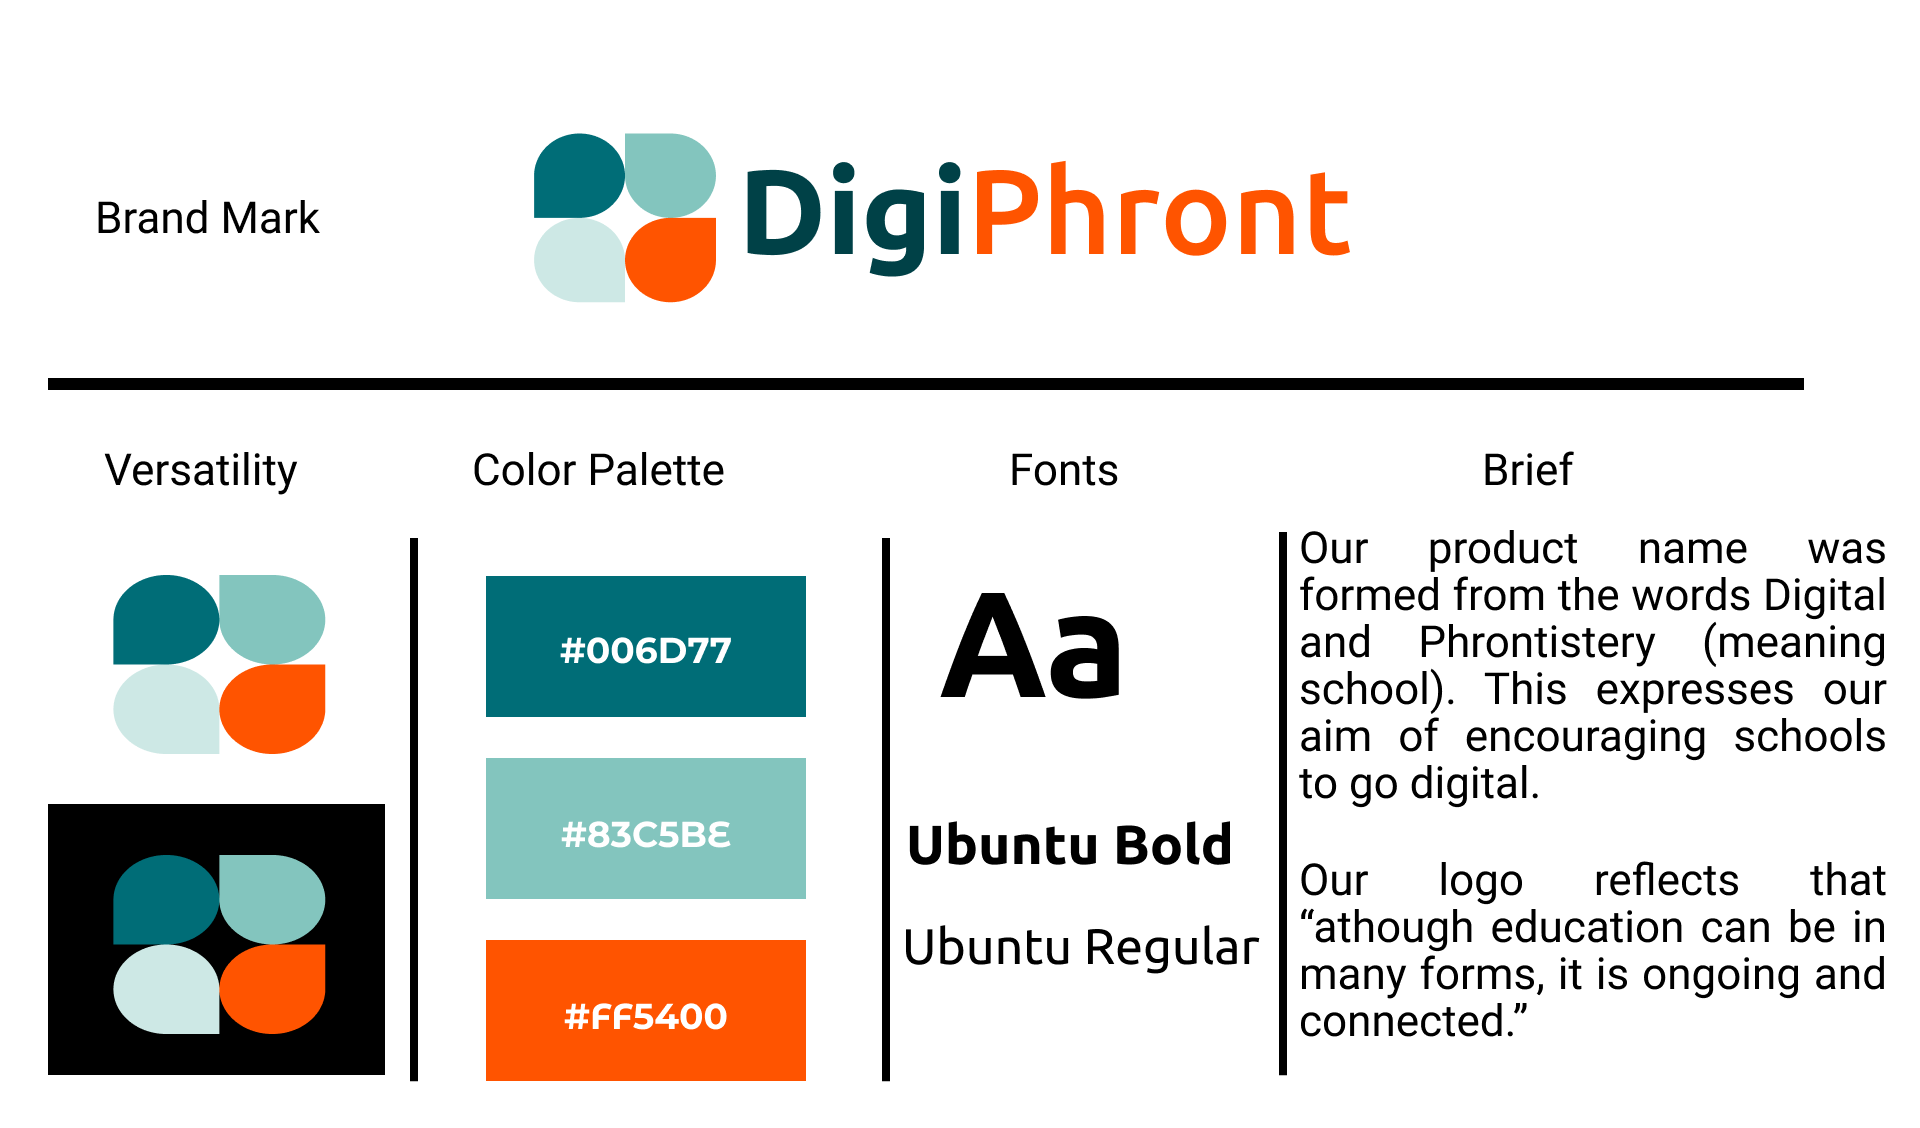 Brand Mark
DigiPhront
Versatility
Color Palette
Fonts
Brief
#006D77
#83C5BE
#FF5400
Aa
Ubuntu Bold
Ubuntu Regular
Our product name was
formed from the words Digital
and Phrontistery (meaning
school). This expresses our
aim of encouraging schools
to go digital.
Our logo reflects that
“athough education can be in
many forms, it is ongoing and
connected.”